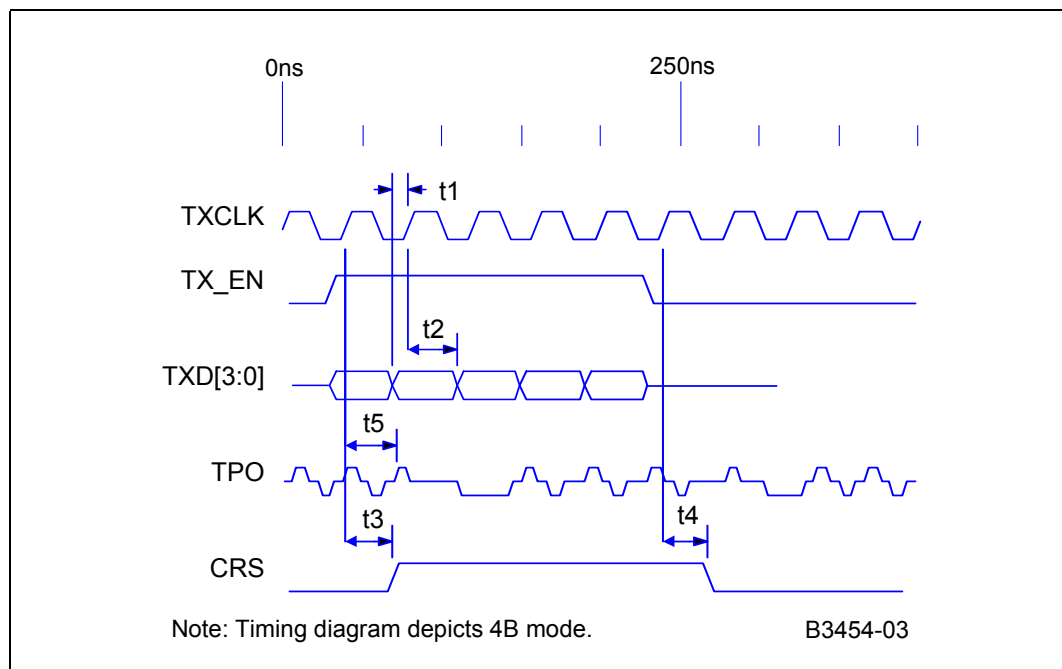 0ns 250ns
t1
TXCLK
TX_EN
t2
TXD[3:0]
t5
TPO
t3 t4
CRS
Note: Timing diagram depicts 4B mode. B3454-03